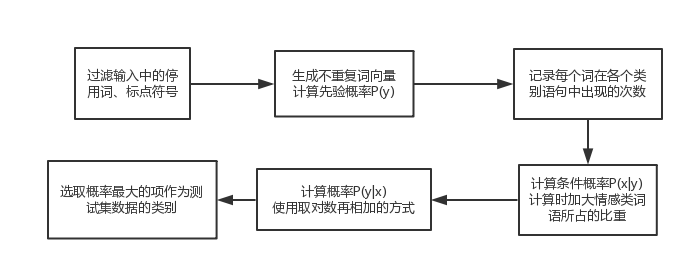 过滤输入中的停
用词、标点符号
生成不重复词向量
计算先验概率P(y)
记录每个词在各个类
别语句中出现的次数
计算条件概率P(x|y)
计算时加大情感类词
语所占的比重
计算概率P(y|x)
使用取对数再相加的方式
选取概率最大的项作为测
试集数据的类别